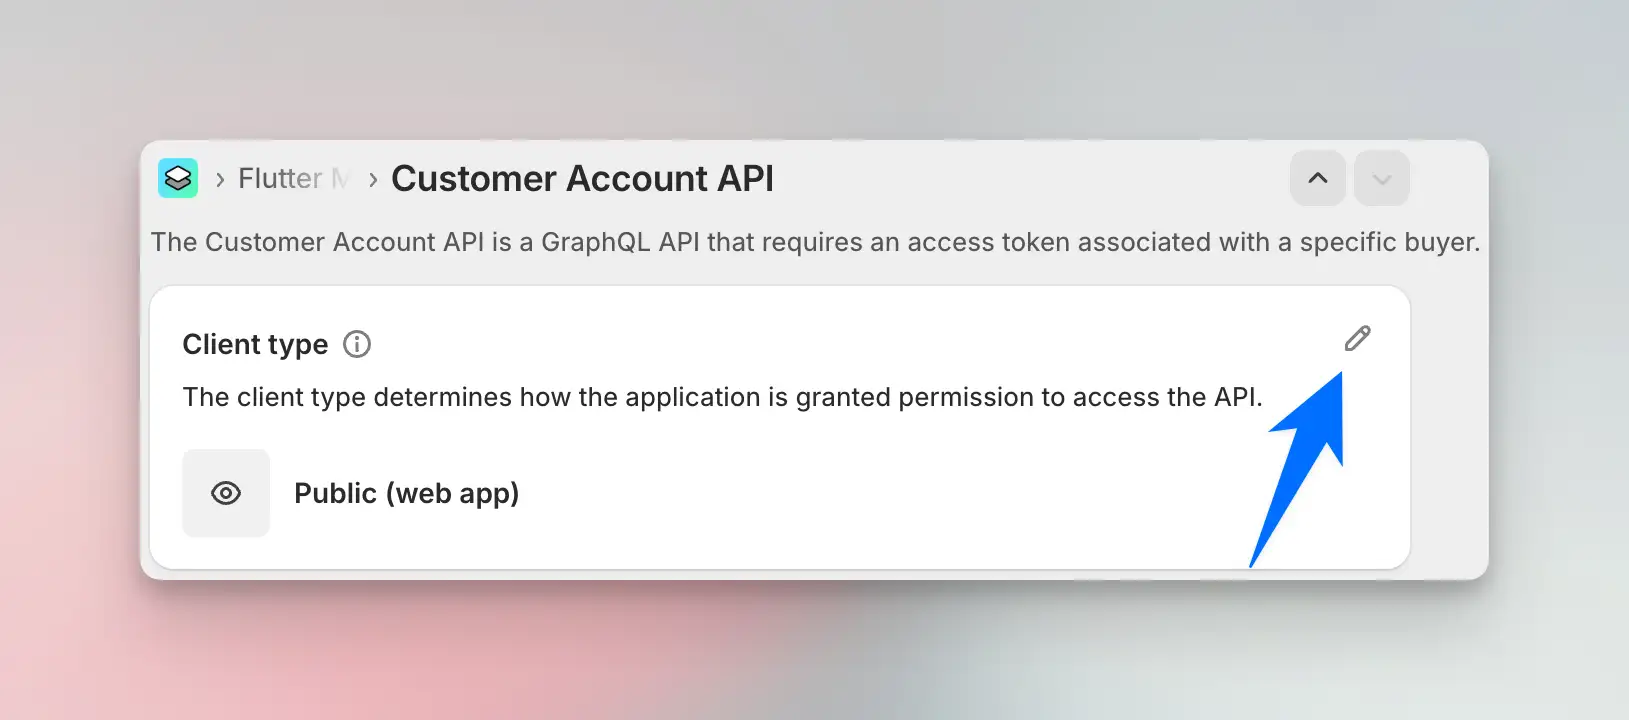 Flutter Customer Account API
The Customer Account API is a GraphQL API that requires an access token associated with a specific buyer.
Client type
The client type determines how the application is granted permission to access the API.
Public (web app)